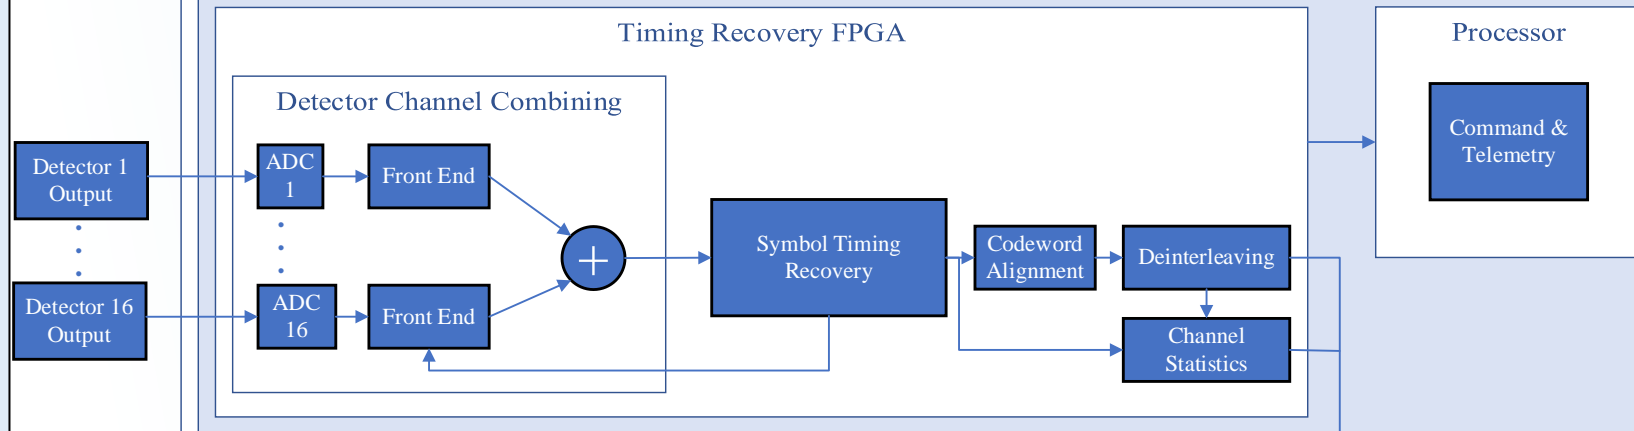 Timing Recovery FPGA
Processor
Detector Channel Combining
Detector 1
Output
ADC
1
Front End
Command &
Telemetry
Symbol Timing
Recovery
Codeword
Alignment
Deinterleaving
+
Detector 16
Output
ADC
16
Front End
Channel
Statistics